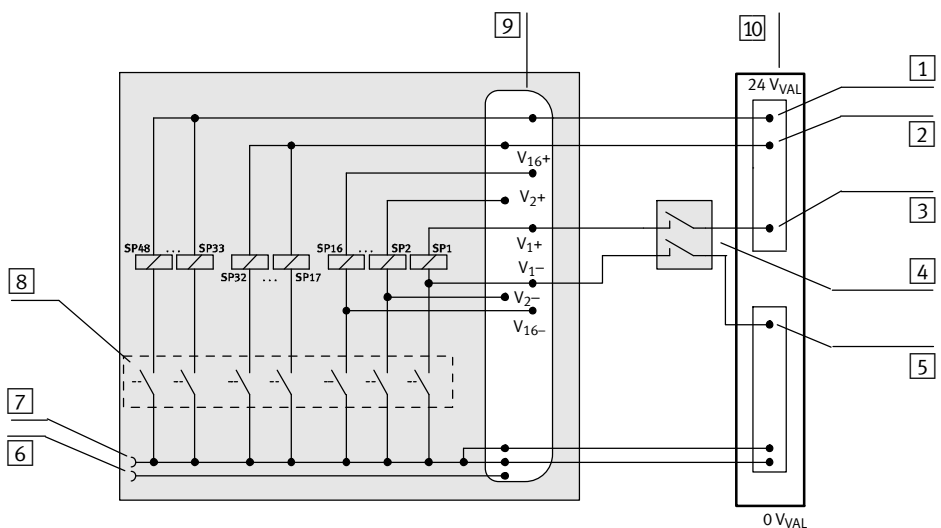 9
10
24 VVAL
1
2
V16+
V2+
3
V1+
SP48 ... SP33
SP16 ... SP2 SP1
SP32 ... SP17
V1–
4
8
V2–
V16–
5
7
6
0 VVAL